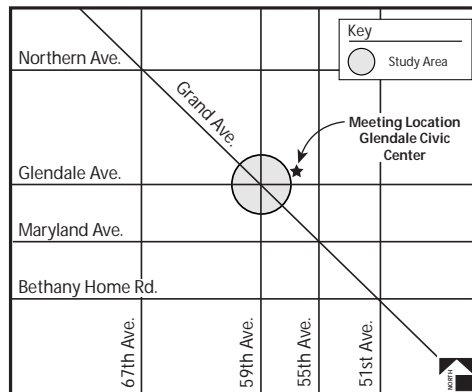 Key
Study Area
Northern Ave.
Grand Ave.
Meeting Location
Glendale Civic
Center
Glendale Ave.
Maryland Ave.
Bethany Home Rd.
67th Ave.
59th Ave.
55th Ave.
51st Ave.
NORTH